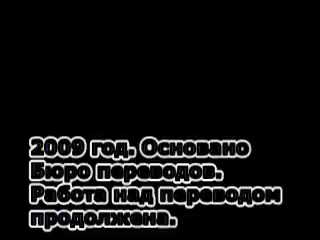 2009 год. Основано
Бюро переводов.
Работа над переводом
продолжена.